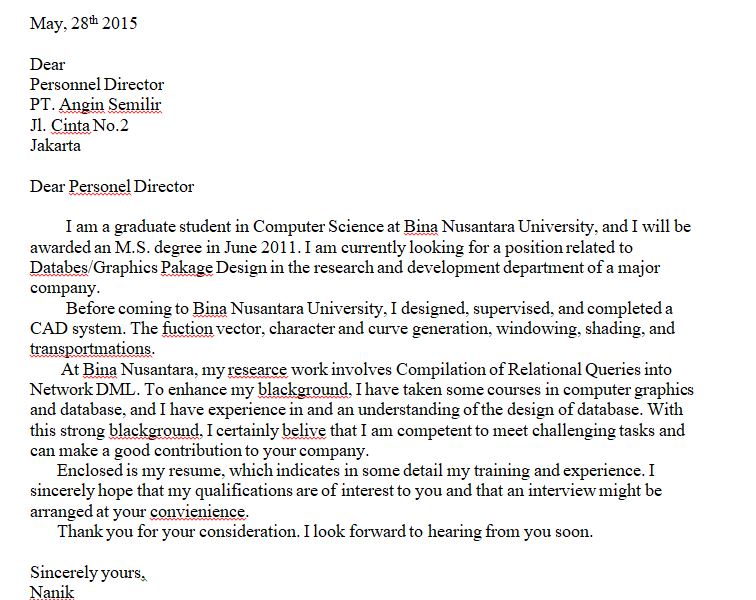 May, 28th 2015
Dear
Personnel Director
PT. Angin Semilir
Jl. Cinta No.2
Jakarta
Dear Personel Director
I am a graduate student in Computer Science at Bina Nusantara University, and I will be
awarded an M.S. degree in June 2011. I am currently looking for a position related to
Databes/Graphics Pakage Design in the research and development department of a major
company.
Before coming to Bina Nusantara University, I designed, supervised, and completed a
CAD system. The fuction vector, character and curve generation, windowing, shading, and
transportmations.
At Bina Nusantara, my researce work involves Compilation of Relational Queries into
Network DML. To enhance my blackground, I have taken some courses in computer graphics
and database, and I have experience in and an understanding of the design of database. With
this strong blackground, I certainly belive that I am competent to meet challenging tasks and
can make a good contribution to your company.
Enclosed is my resume, which indicates in some detail my training and experience. I
sincerely hope that my qualifications are of interest to you and that an interview might be
arranged at your convienience.
Thank you for your consideration. I look forward to hearing from you soon.
Sincerely yours,
Nanik